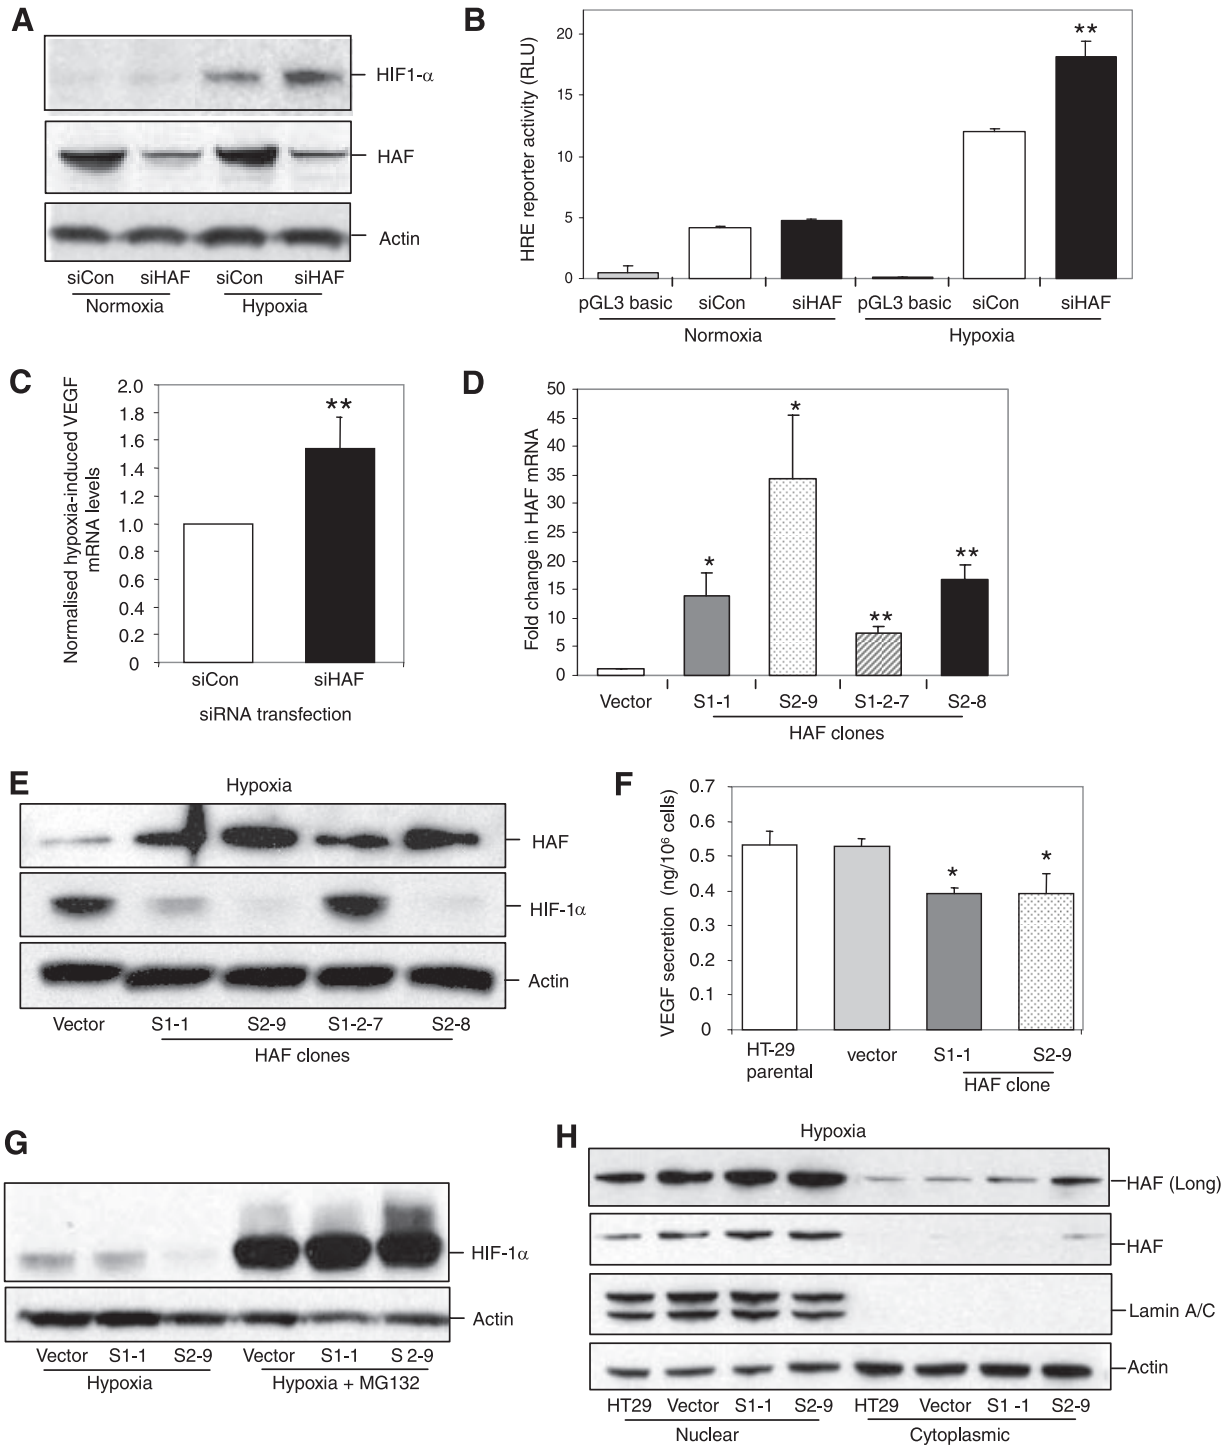 A
HIF1-α
HAF
Actin
siCon siHAF siCon siHAF
Normoxia Hypoxia
B
HRE reporter activity (RLU)
20
15
10
5
0
pGL3 basic siCon siHAF pGL3 basic siCon siHAF
Normoxia Hypoxia
**
C
Normalised hypoxia-induced VEGF
mRNA levels
2.0
1.8
1.6
1.4
1.2
1.0
0.8
0.6
0.4
0.2
0
**
siCon siHAF
siRNA transfection
D
Fold change in HAF mRNA
50
45
40
35
30
25
20
15
10
5
0
*
*
**
**
Vector S1-1 S2-9 S1-2-7 S2-8
HAF clones
E
Hypoxia
HAF
HIF-1α
Actin
Vector S1-1 S2-9 S1-2-7 S2-8
HAF clones
F
VEGF secretion (ng/10⁶ cells)
0.7
0.6
0.5
0.4
0.3
0.2
0.1
0
*
*
HT-29 vector S1-1 S2-9
parental
HAF clone
G
HIF-1α
Actin
Vector S1-1 S2-9 Vector S1-1 S 2-9
Hypoxia Hypoxia + MG132
H
Hypoxia
HAF (Long)
HAF
Lamin A/C
Actin
HT29 Vector S1-1 S2-9 HT29 Vector S1 -1 S2-9
Nuclear Cytoplasmic